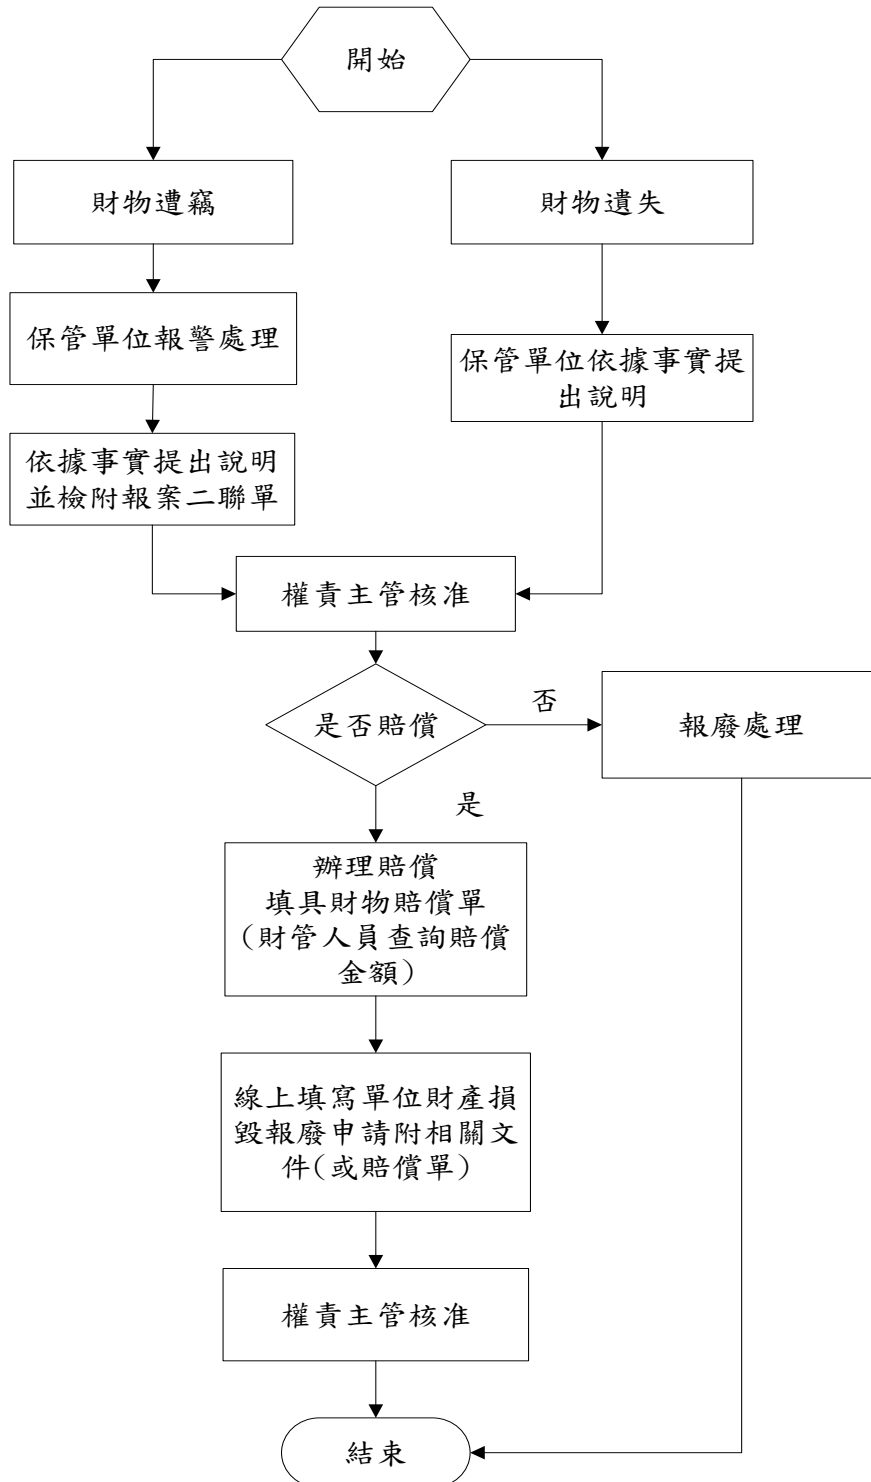 開始
財物遭竊
財物遺失
保管單位報警處理
保管單位依據事實提
出說明
依據事實提出說明
並檢附報案二聯單
權責主管核准
是否賠償
否
報廢處理
是
辦理賠償
填具財物賠償單
(財管人員查詢賠償
金額)
線上填寫單位財產損
毀報廢申請附相關文
件(或賠償單)
權責主管核准
結束